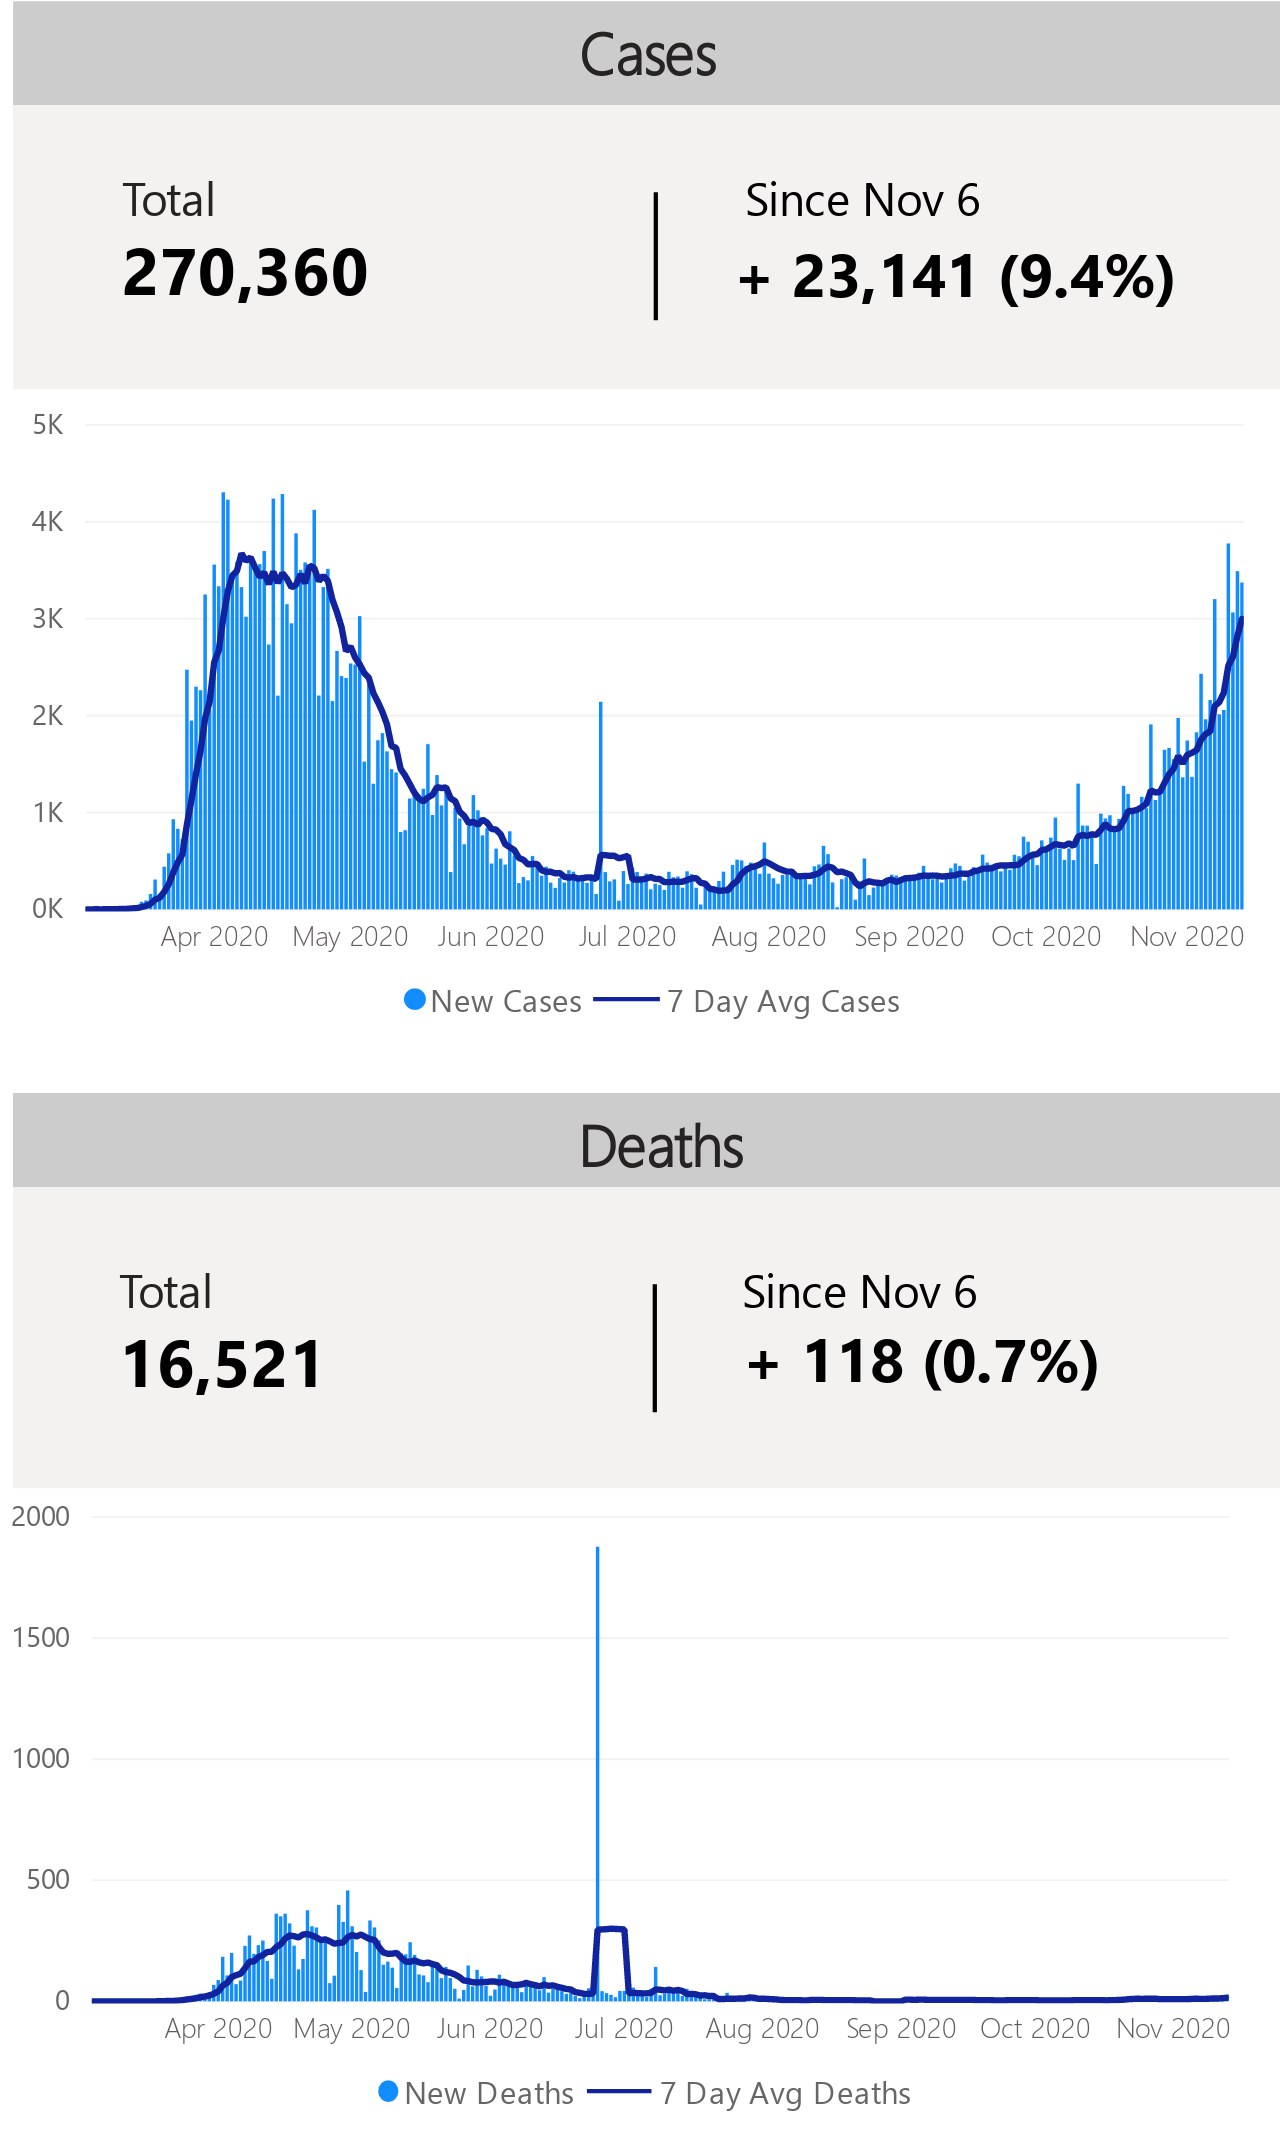 Cases
Total
Since Nov 6
270,360
+ 23,141 (9.4%)
5K
4K
3K
2K
1K
0K
Apr 2020 May 2020 Jun 2020 Jul 2020 Aug 2020 Sep 2020 Oct 2020 Nov 2020
New Cases 7 Day Avg Cases
Deaths
Total
Since Nov 6
16,521
+ 118 (0.7%)
2000
1500
1000
500
0
Apr 2020 May 2020 Jun 2020 Jul 2020 Aug 2020 Sep 2020 Oct 2020 Nov 2020
New Deaths 7 Day Avg Deaths